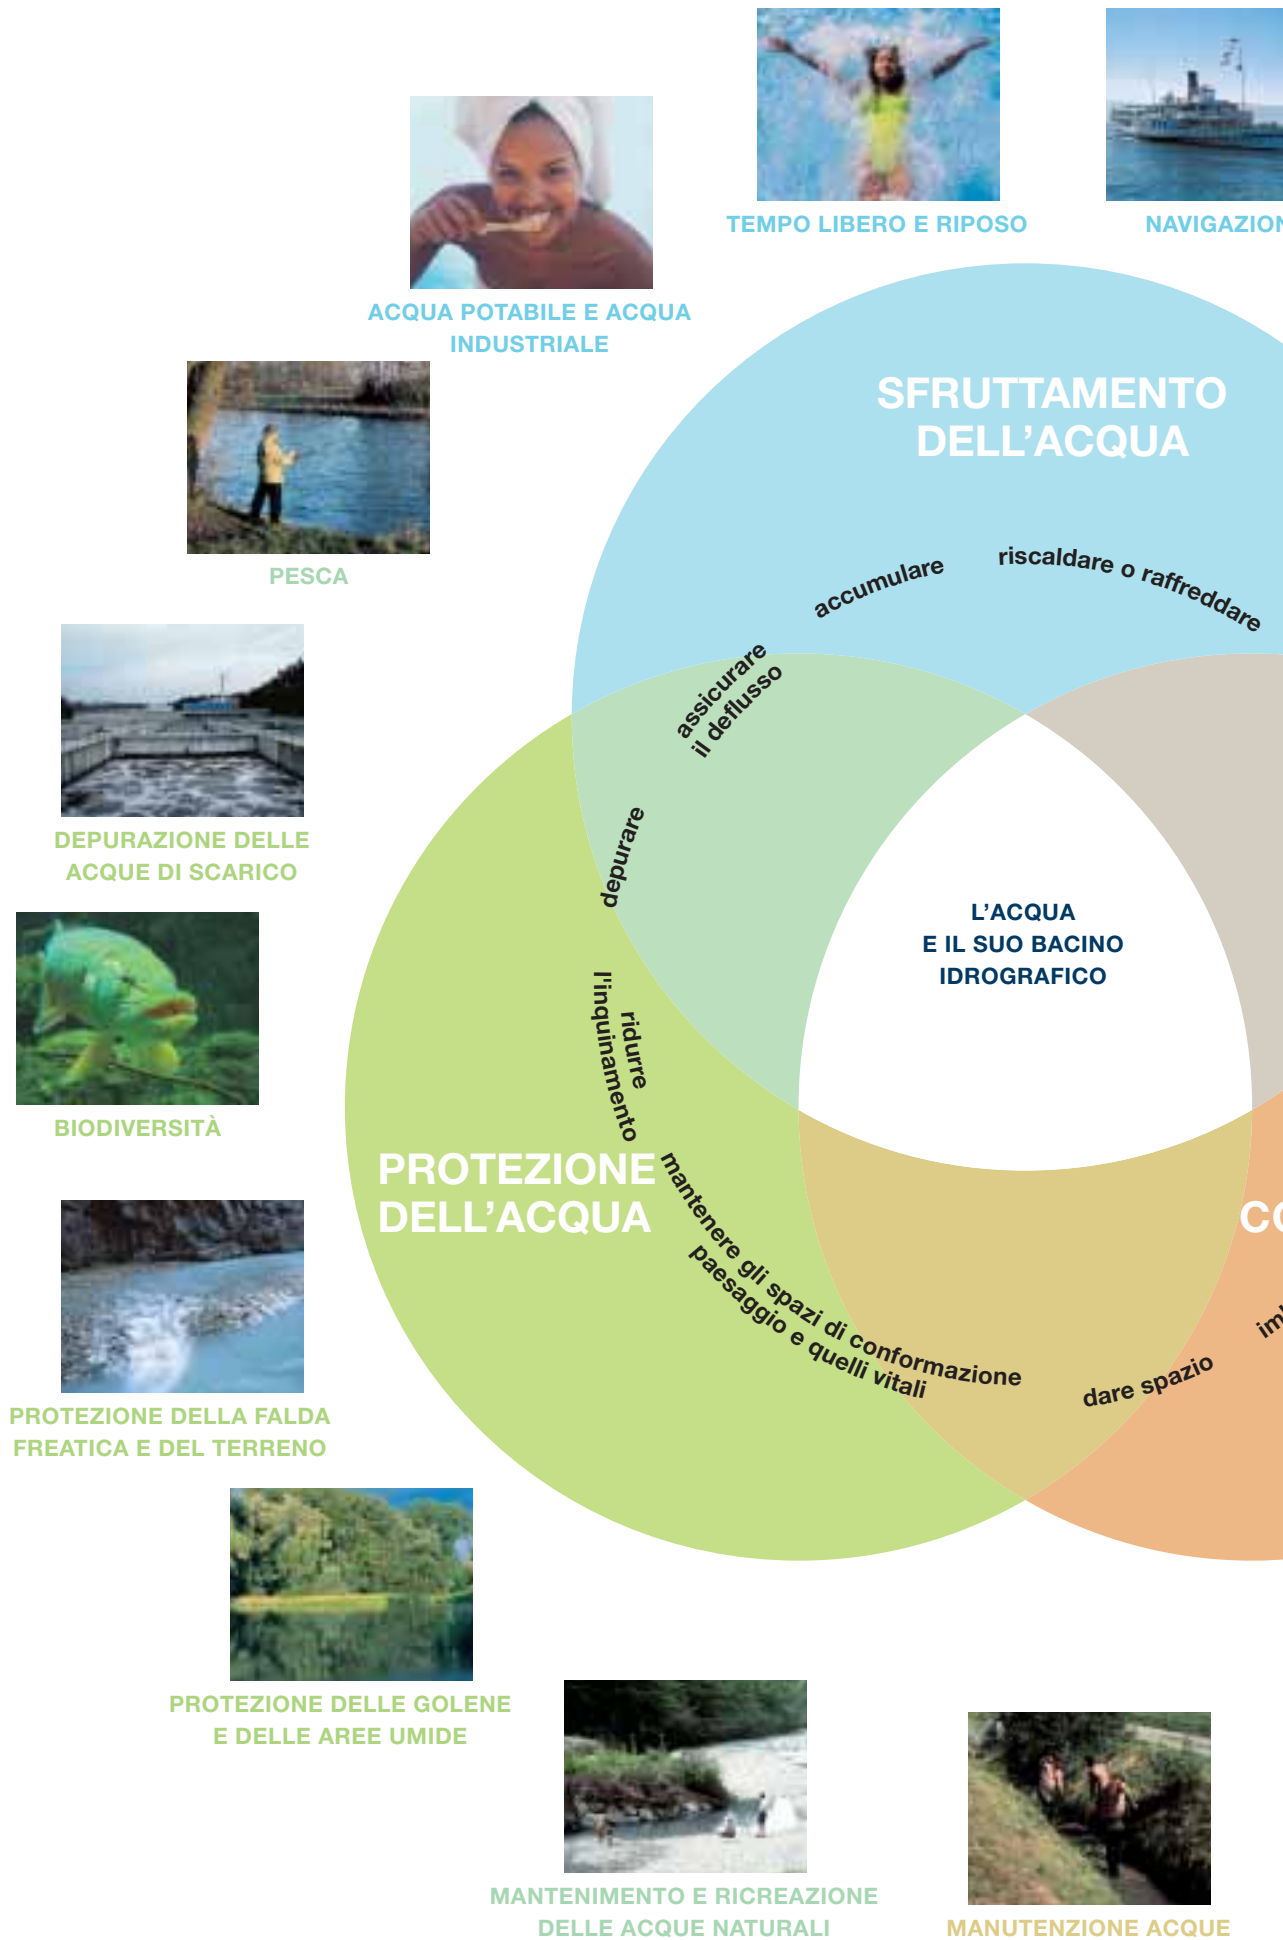 TEMPO LIBERO E RIPOSO
NAVIGAZION
ACQUA POTABILE E ACQUA
INDUSTRIALE
SFRUTTAMENTO
DELL’ACQUA
PESCA
accumulare
riscaldare o raffreddare
assicurare
il deflusso
depurare
DEPURAZIONE DELLE
ACQUE DI SCARICO
L’ACQUA
E IL SUO BACINO
IDROGRAFICO
ridurre
l'inquinamento
BIODIVERSITÀ
PROTEZIONE
DELL’ACQUA
CO
mantenere gli spazi di conformazione
paesaggio e quelli vitali
dare spazio
PROTEZIONE DELLA FALDA
FREATICA E DEL TERRENO
PROTEZIONE DELLE GOLENE
E DELLE AREE UMIDE
MANTENIMENTO E RICREAZIONE
DELLE ACQUE NATURALI
MANUTENZIONE ACQUE